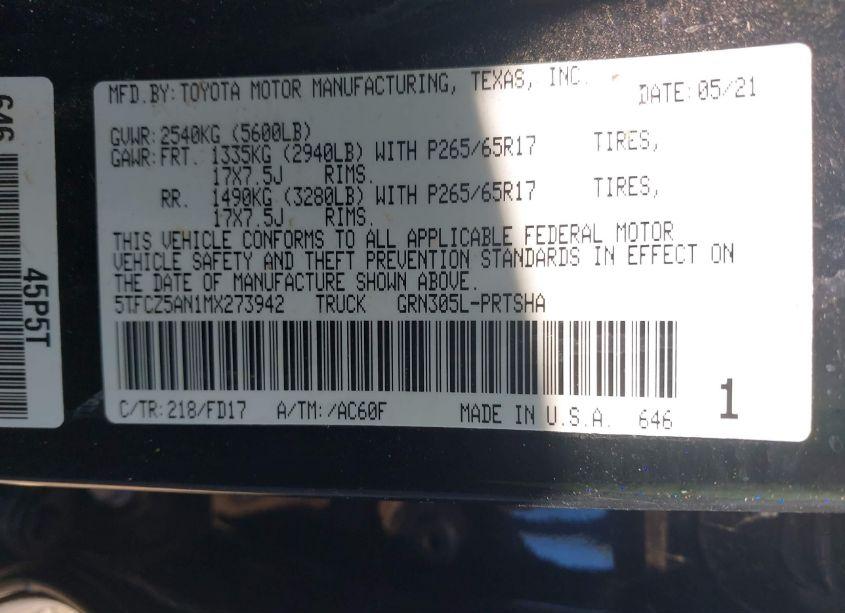 646
45P5T
MFD.BY:TOYOTA MOTOR MANUFACTURING, TEXAS, INC. DATE:05/21
GVWR:2540KG (5600LB)
GAWR:FRT. 1335KG (2940LB) WITH P265/65R17 TIRES,
17X7.5J RIMS.
RR. 1490KG (3280LB) WITH P265/65R17 TIRES,
17X7.5J RIMS.
THIS VEHICLE CONFORMS TO ALL APPLICABLE FEDERAL MOTOR
VEHICLE SAFETY AND THEFT PREVENTION STANDARDS IN EFFECT ON
THE DATE OF MANUFACTURE SHOWN ABOVE.
5TFCZ5AN1MX273942 TRUCK GRN305L-PRTSHA
C/TR:218/FD17 A/TM:/AC60F MADE IN U.S.A. 646 1